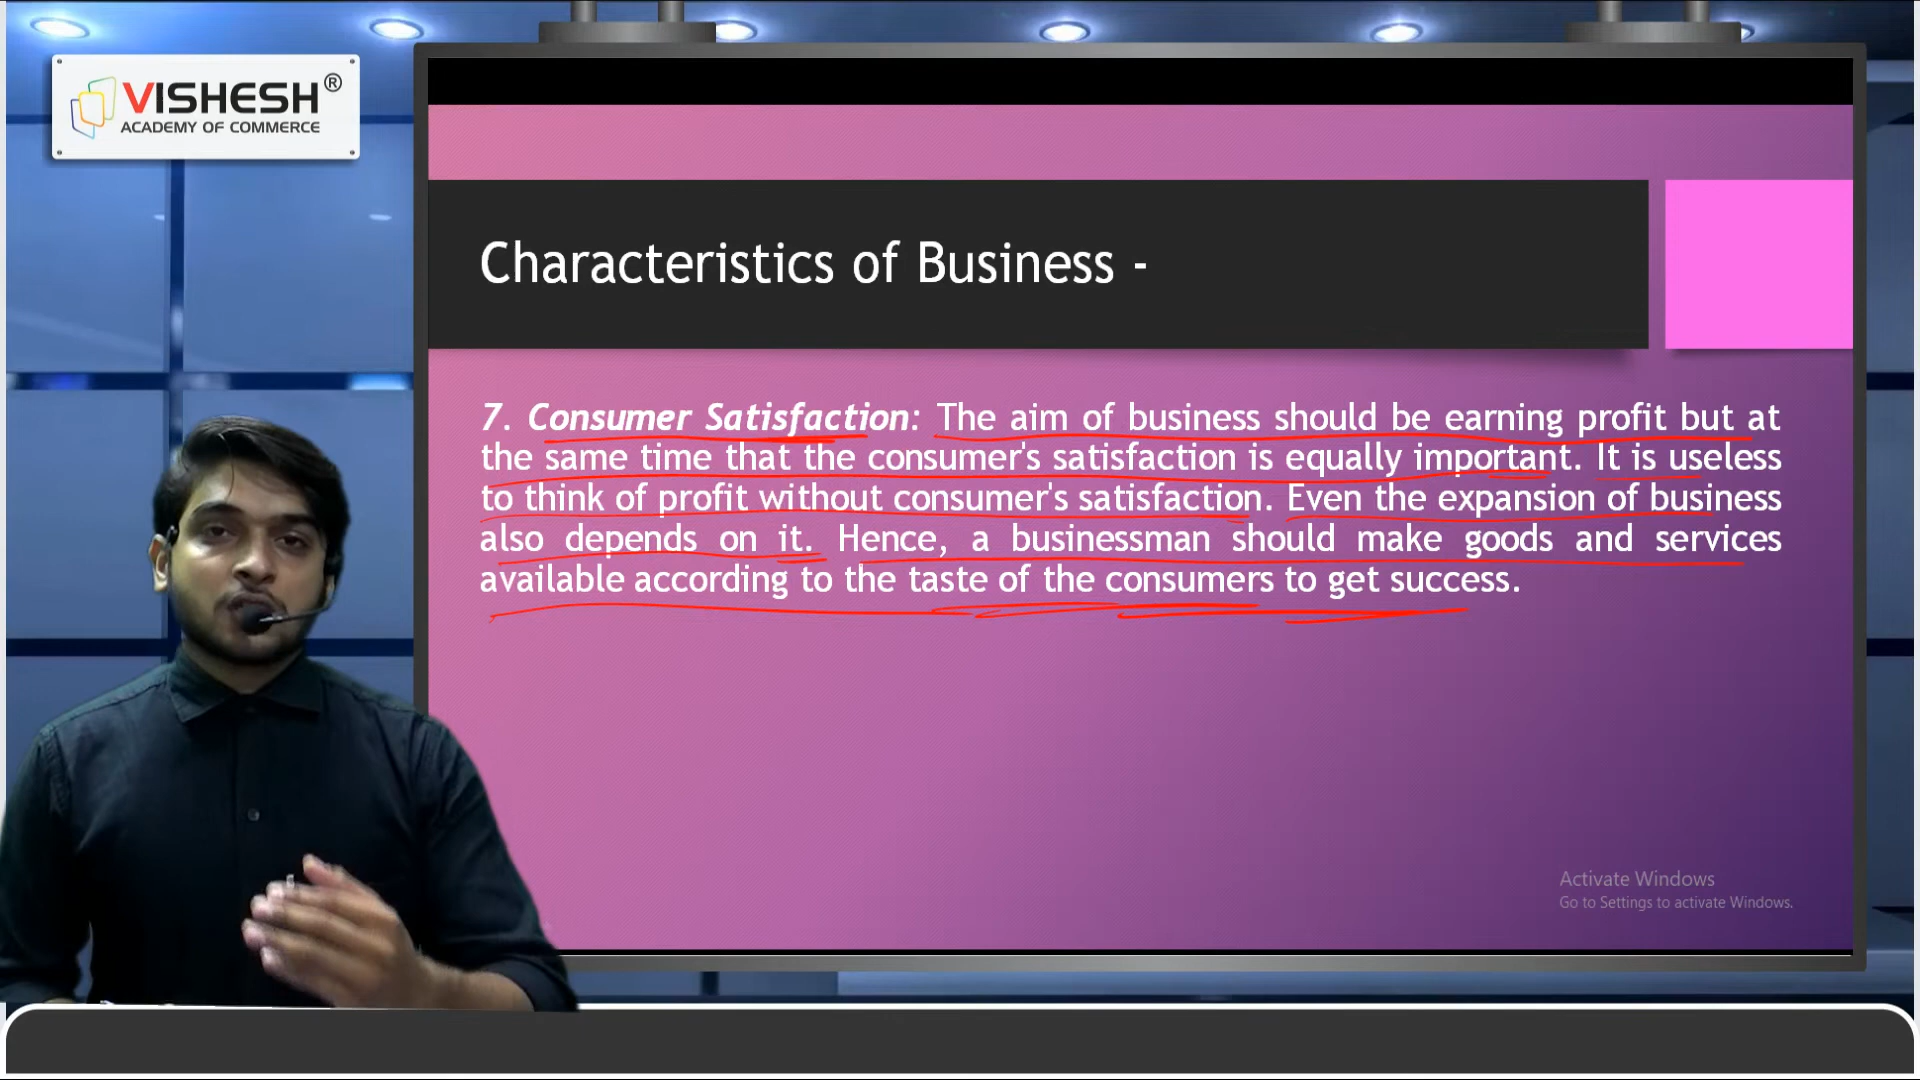 VISHESH®
ACADEMY OF COMMERCE
Characteristics of Business -
7. Consumer Satisfaction: The aim of business should be earning profit but at
the same time that the consumer's satisfaction is equally important. It is useless
to think of profit without consumer's satisfaction. Even the expansion of business
also depends on it. Hence, a businessman should make goods and services
available according to the taste of the consumers to get success.
Activate Windows
Go to Settings to activate Windows.